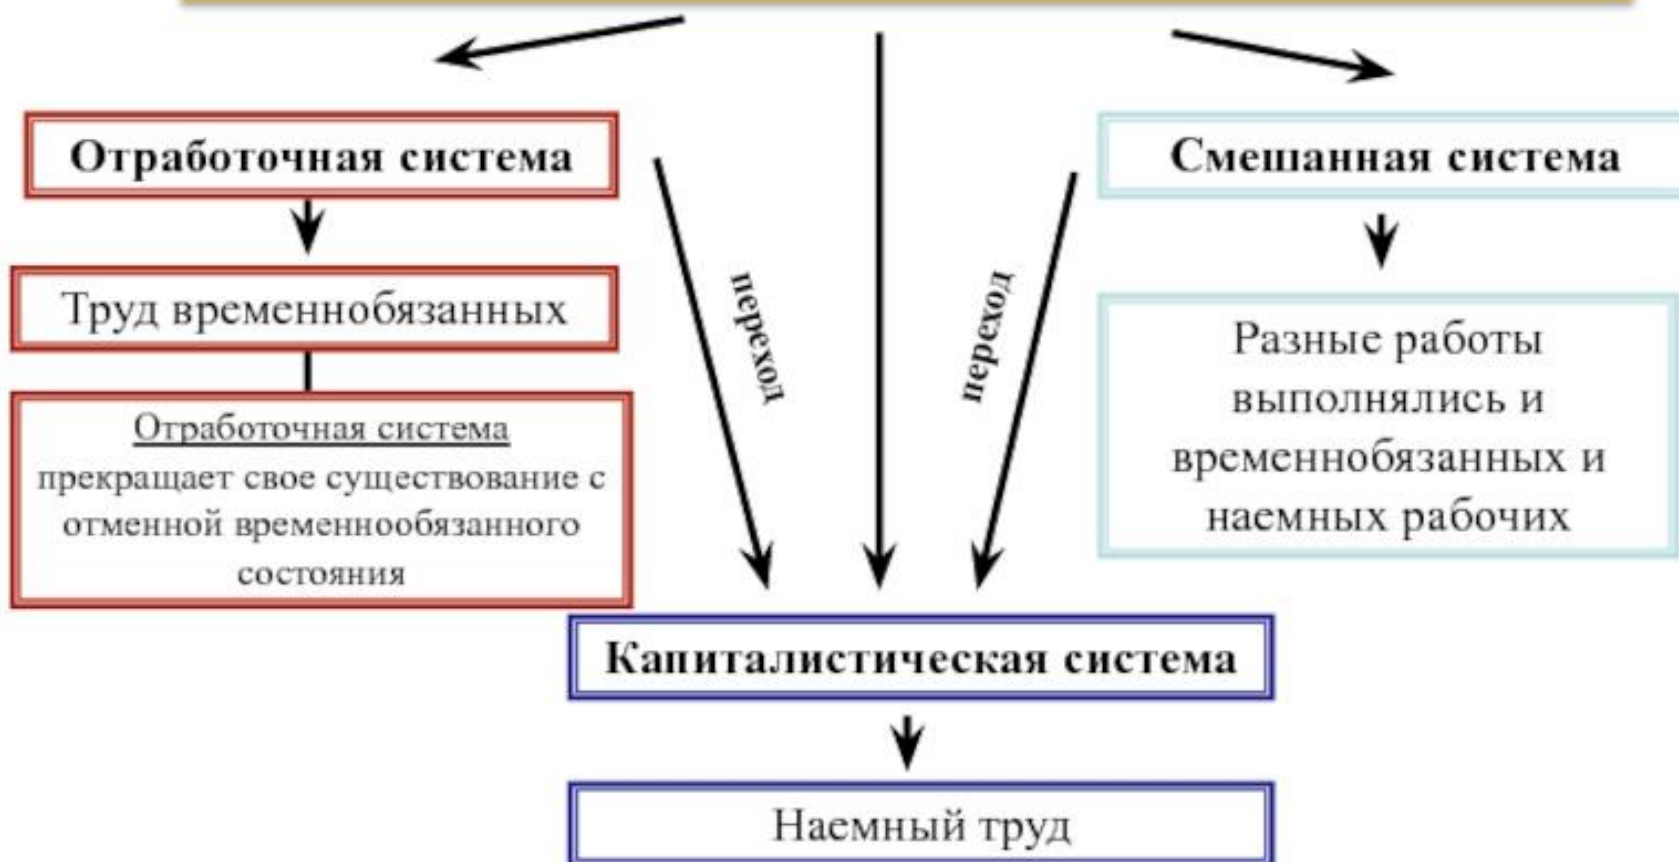 Отработочная система
Труд временнобязанных
Отработочная система
прекращает свое существование с
отменной временнообязанного
состояния
переход
переход
Смешанная система
Разные работы
выполнялись и
временнобязанных и
наемных рабочих
Капиталистическая система
Наемный труд